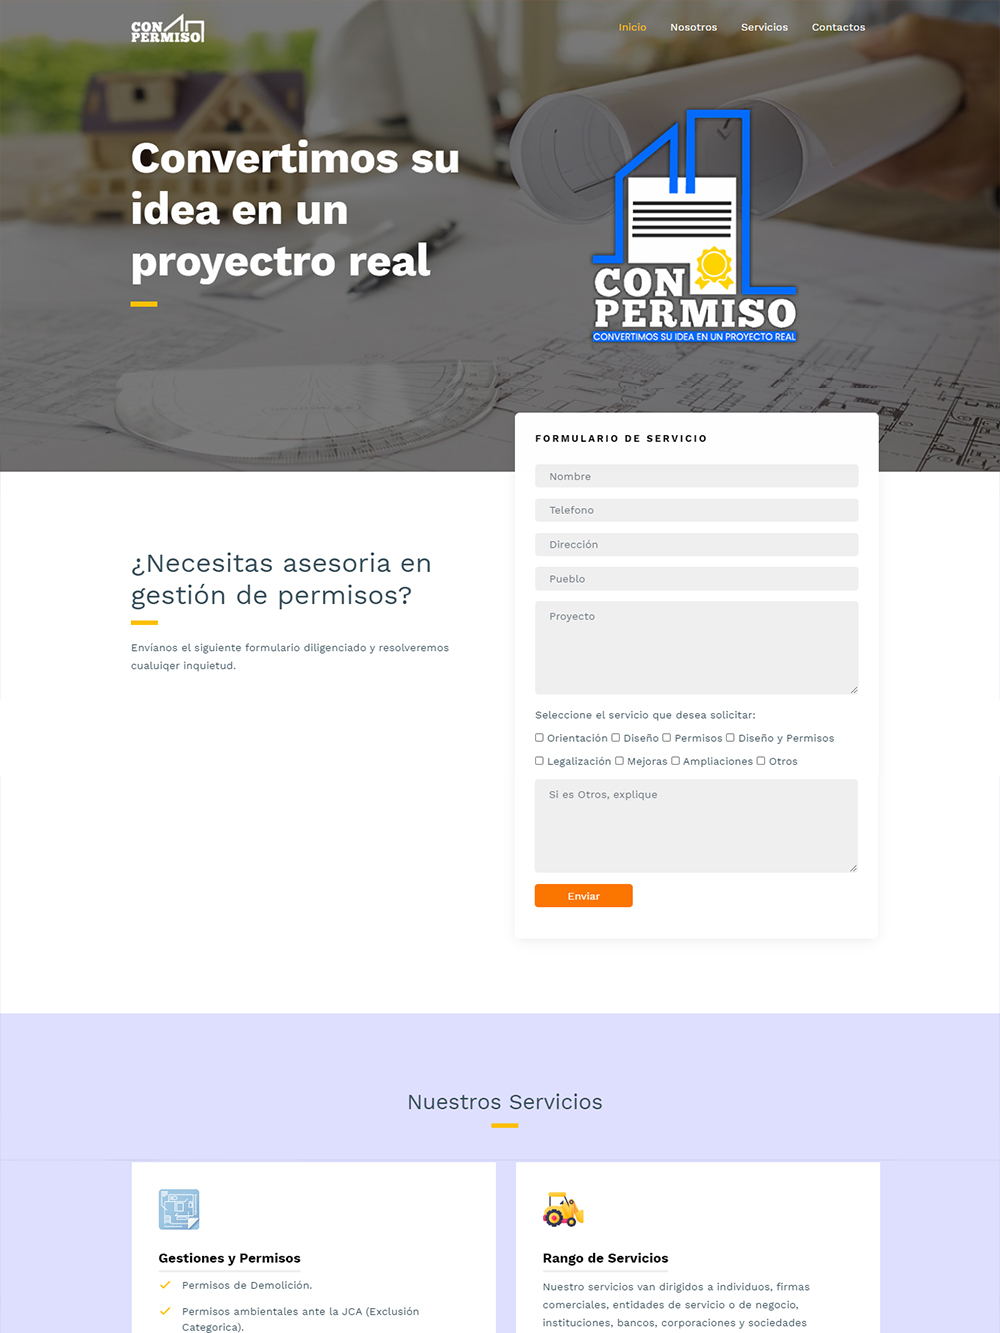 CON
PERMISO
Inicio Nosotros Servicios Contactos
Convertimos su
idea en un
proyectro real
CON
PERMISO
CONVERTIMOS SU IDEA EN UN PROYECTO REAL
FORMULARIO DE SERVICIO
Nombre
Telefono
Dirección
Pueblo
Proyecto
¿Necesitas asesoria en
gestión de permisos?
Envíanos el siguiente formulario diligenciado y resolveremos
cualuiqer inquietud.
Seleccione el servicio que desea solicitar:
Orientación Diseño Permisos Diseño y Permisos
Legalización Mejoras Ampliaciones Otros
Si es Otros, explique
Enviar
Nuestros Servicios
Gestiones y Permisos
Permisos de Demolición.
Permisos ambientales ante la JCA (Exclusión
Categorica).
Rango de Servicios
Nuestro servicios van dirigidos a individuos, firmas
comerciales, entidades de servicio o de negocio,
instituciones, bancos, corporaciones y sociedades